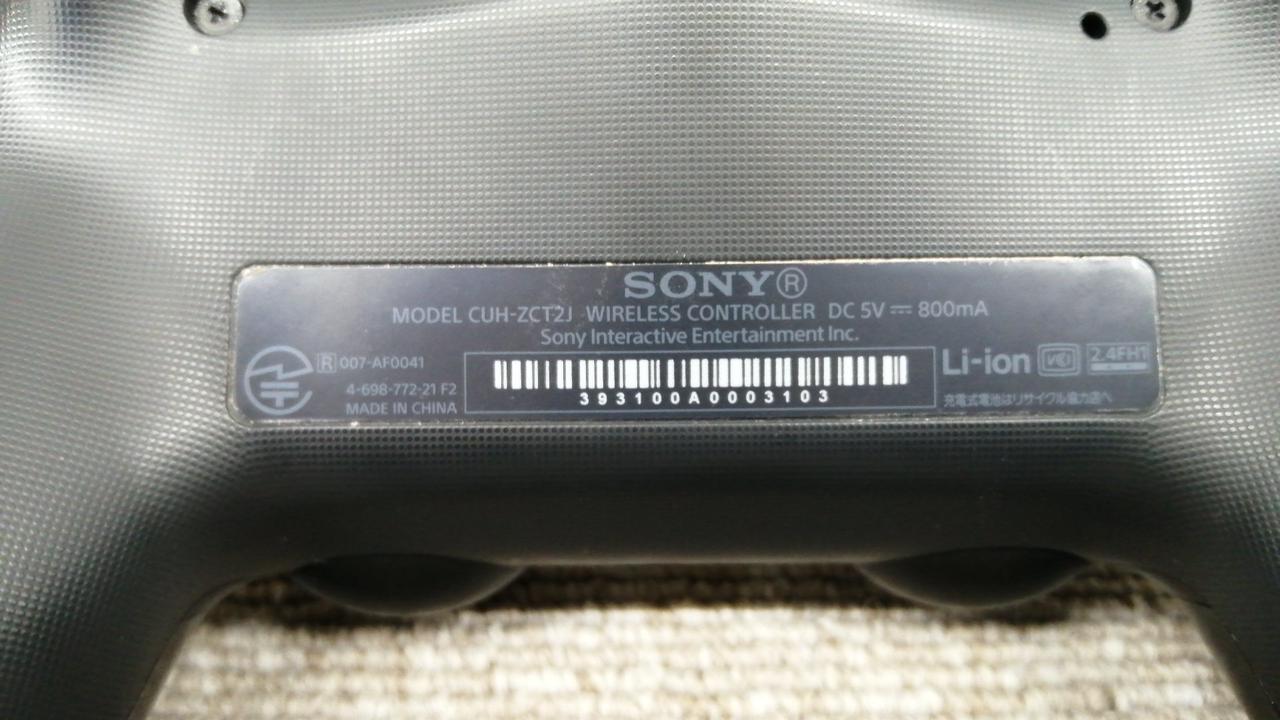 SONY®
MODEL CUH-ZCT2J WIRELESS CONTROLLER DC 5V ⎓ 800mA
Sony Interactive Entertainment Inc.
R 007-AF0041
4-698-772-21 F2
MADE IN CHINA
393100A0003103
Li-ion
VCI
2.4FH1
充電式電池はリサイクル協力店へ